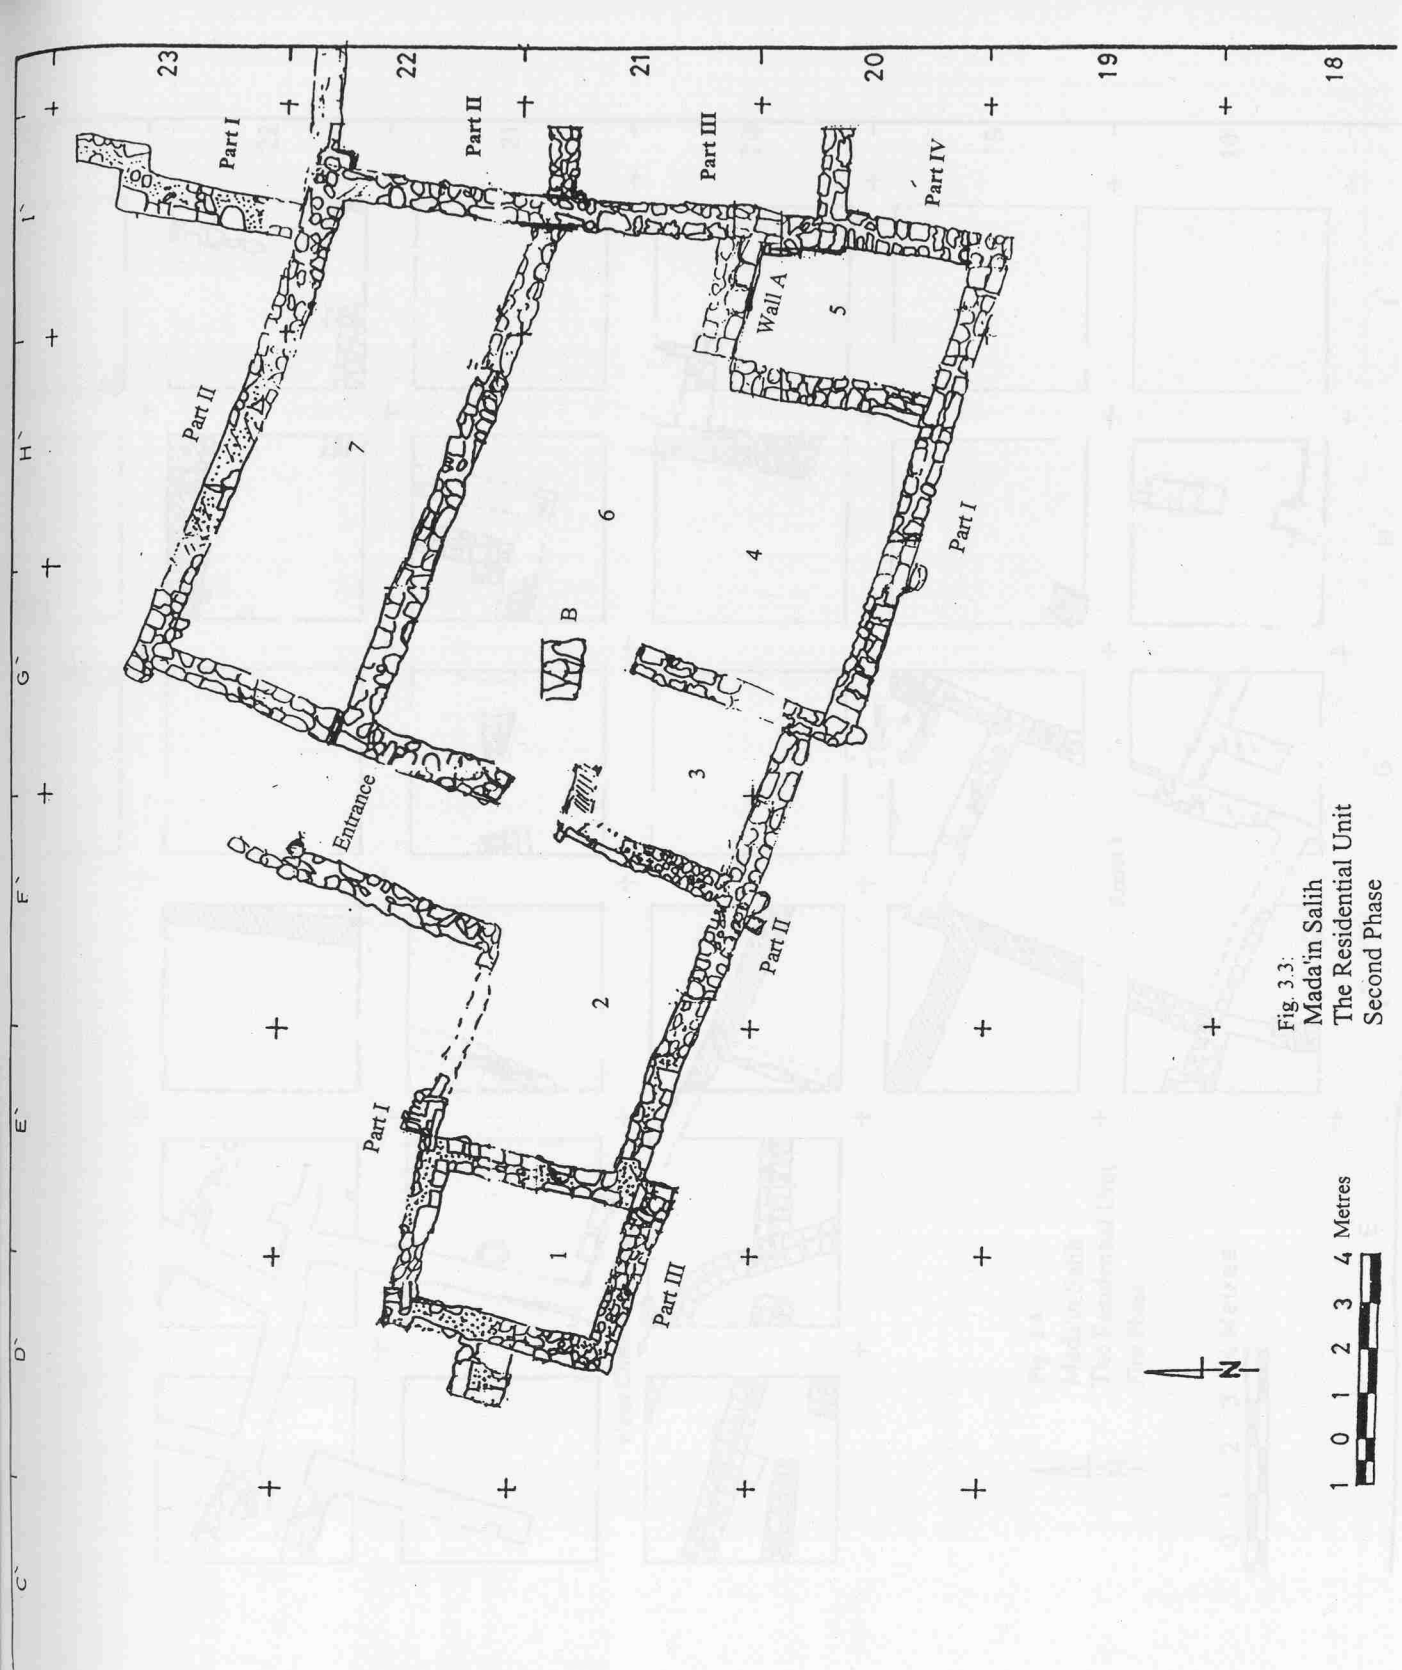 C` D` E` F` G` H` I`
23
22
21
20
19
18
Part I
Part II
Part III
Part IV
Part II
7
6
Wall A
5
4
B
Part I
3
Entrance
2
Part II
Part I
1
Part III
N
Fig. 3.3:
Mada'in Salih
The Residential Unit
Second Phase
1 0 1 2 3 4 Metres